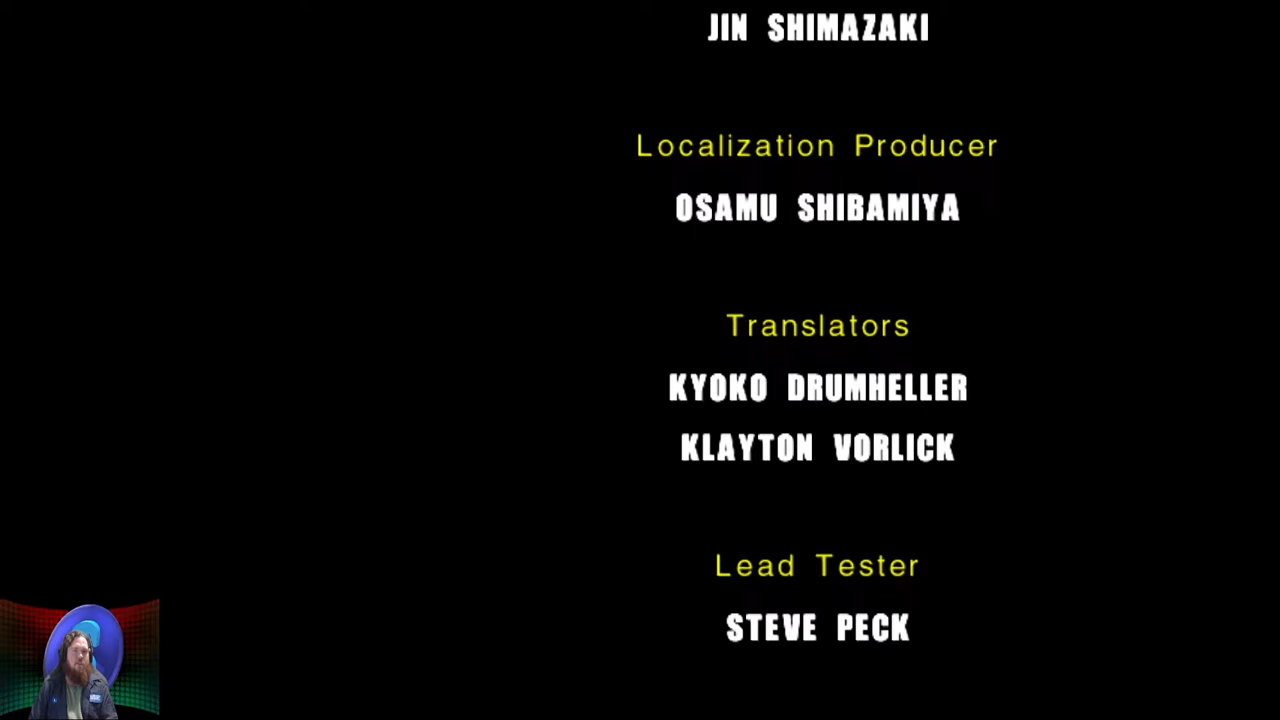 JIN SHIMAZAKI
Localization Producer
OSAMU SHIBAMIYA
Translators
KYOKO DRUMHELLER
KLAYTON VORLICK
Lead Tester
STEVE PECK